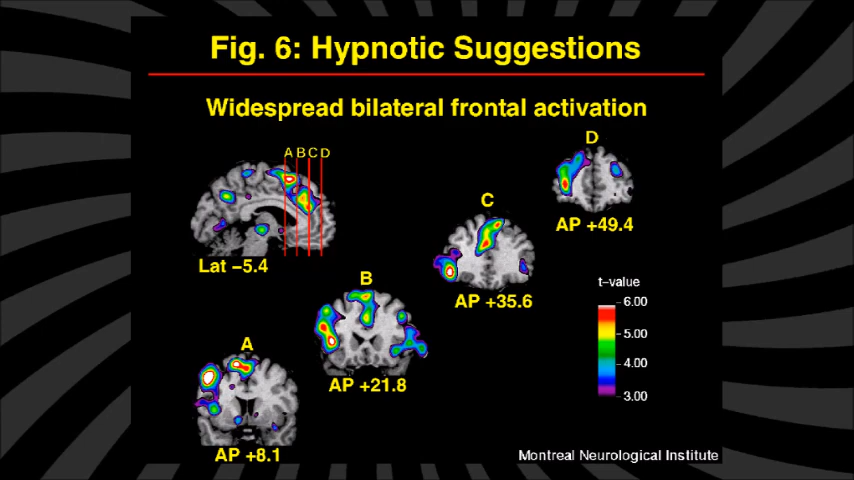 Fig. 6: Hypnotic Suggestions
Widespread bilateral frontal activation
A B C D
Lat −5.4
D
AP +49.4
C
AP +35.6
B
AP +21.8
A
AP +8.1
t−value
6.00
5.00
4.00
3.00
Montreal Neurological Institute